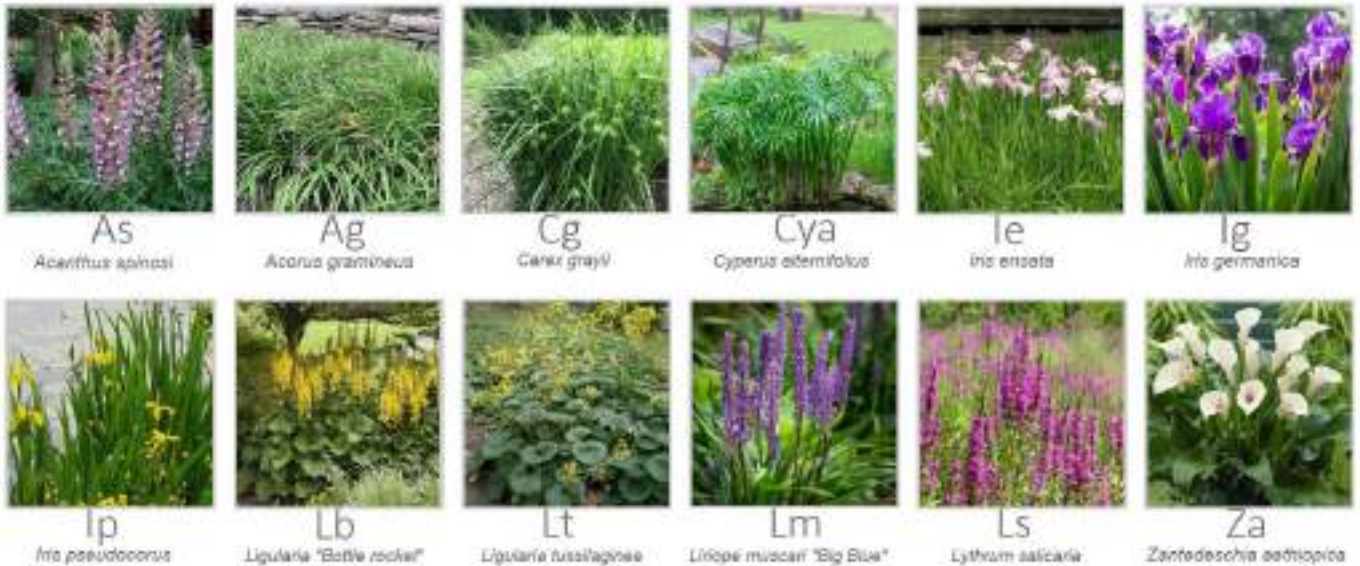 As Ag Cg Cya Ie Ig
Acanthus spinosi Acorus gramineus Carex grayii Cyperus alternifolius Iris ensata Iris germanica
Ip Lb Lt Lm Ls Za
Iris pseudocorus Ligularia "Bottle rocket" Ligularia tussilaginea Liriope muscari "Big Blue" Lythrum salicaria Zantedeschia aethiopica